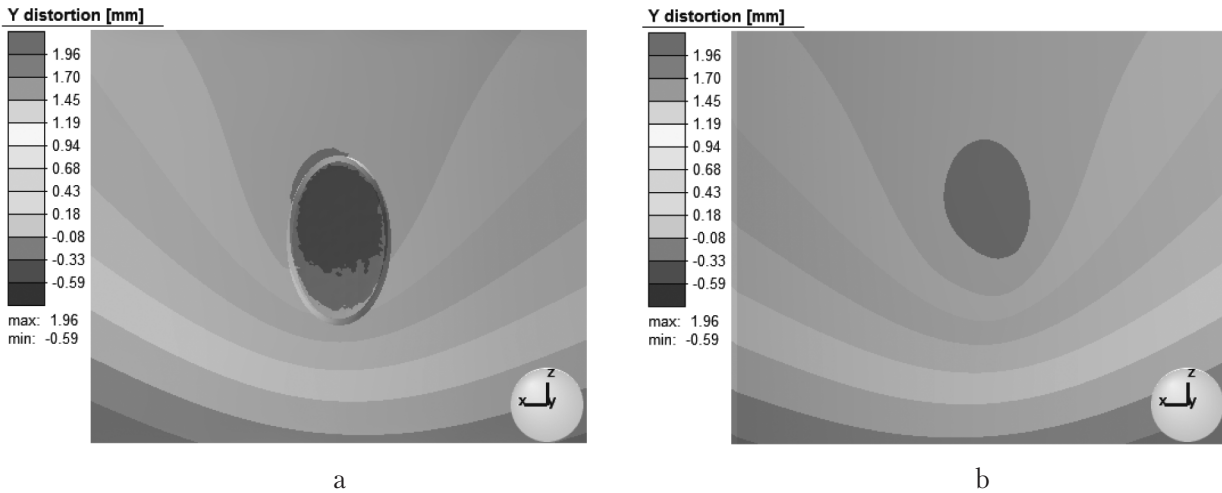 Y distortion [mm]
1.96
1.70
1.45
1.19
0.94
0.68
0.43
0.18
-0.08
-0.33
-0.59
max: 1.96
min: -0.59
z
x y
a
Y distortion [mm]
1.96
1.70
1.45
1.19
0.94
0.68
0.43
0.18
-0.08
-0.33
-0.59
max: 1.96
min: -0.59
z
x y
b